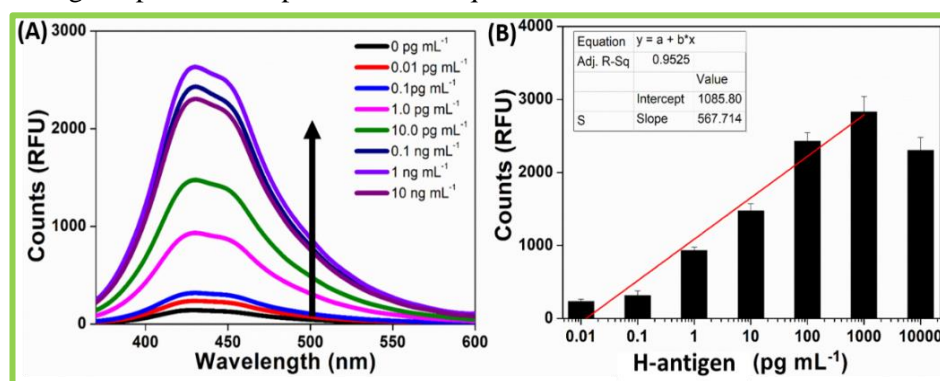 (A)
3000
2000
1000
0
Counts (RFU)
400
450
500
550
600
Wavelength (nm)
0 pg mL⁻¹
0.01 pg mL⁻¹
0.1pg mL⁻¹
1.0 pg mL⁻¹
10.0 pg mL⁻¹
0.1 ng mL⁻¹
1 ng mL⁻¹
10 ng mL⁻¹
(B)
4000
3000
2000
1000
0
Counts (RFU)
Equation y = a + b*x
Adj. R-Sq 0.9525
Value
Intercept 1085.80
S Slope 567.714
0.01 0.1 1 10 100 1000 10000
H-antigen (pg mL⁻¹)